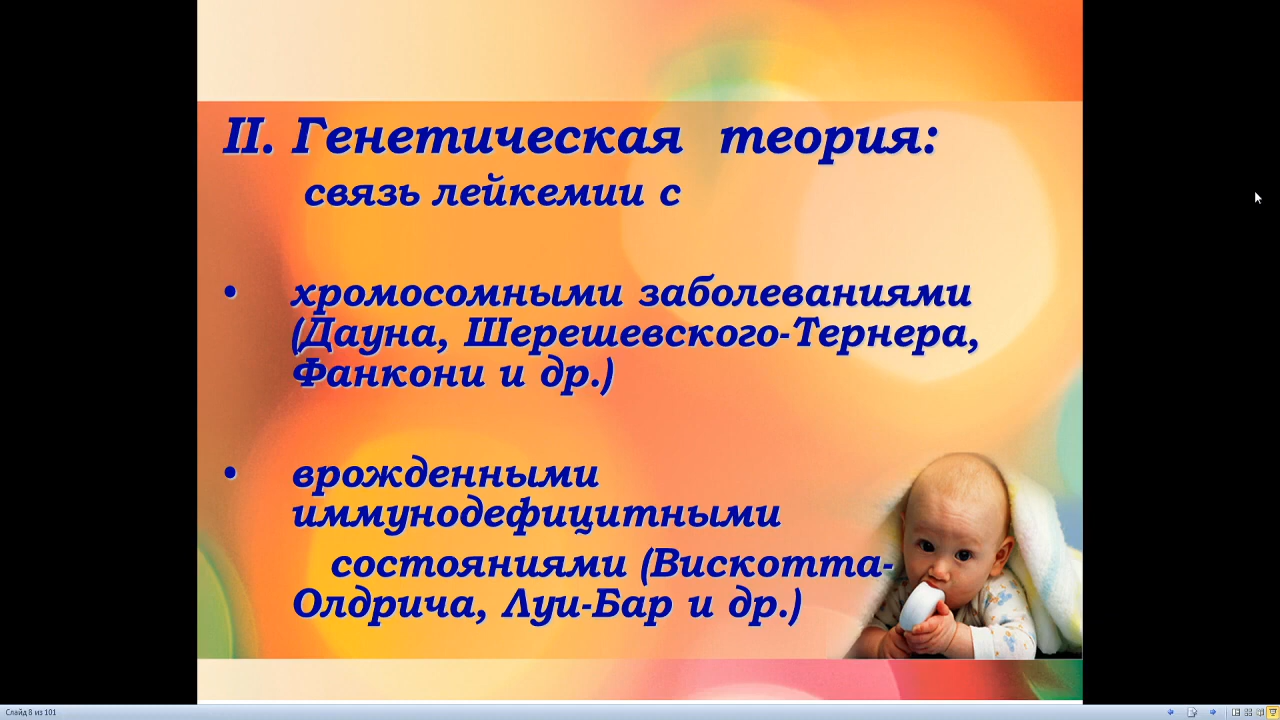 II. Генетическая теория:
связь лейкемии с
• хромосомными заболеваниями
(Дауна, Шерешевского-Тернера,
Фанкони и др.)
• врожденными
иммунодефицитными
состояниями (Вискотта-
Олдрича, Луи-Бар и др.)
Слайд 8 из 101